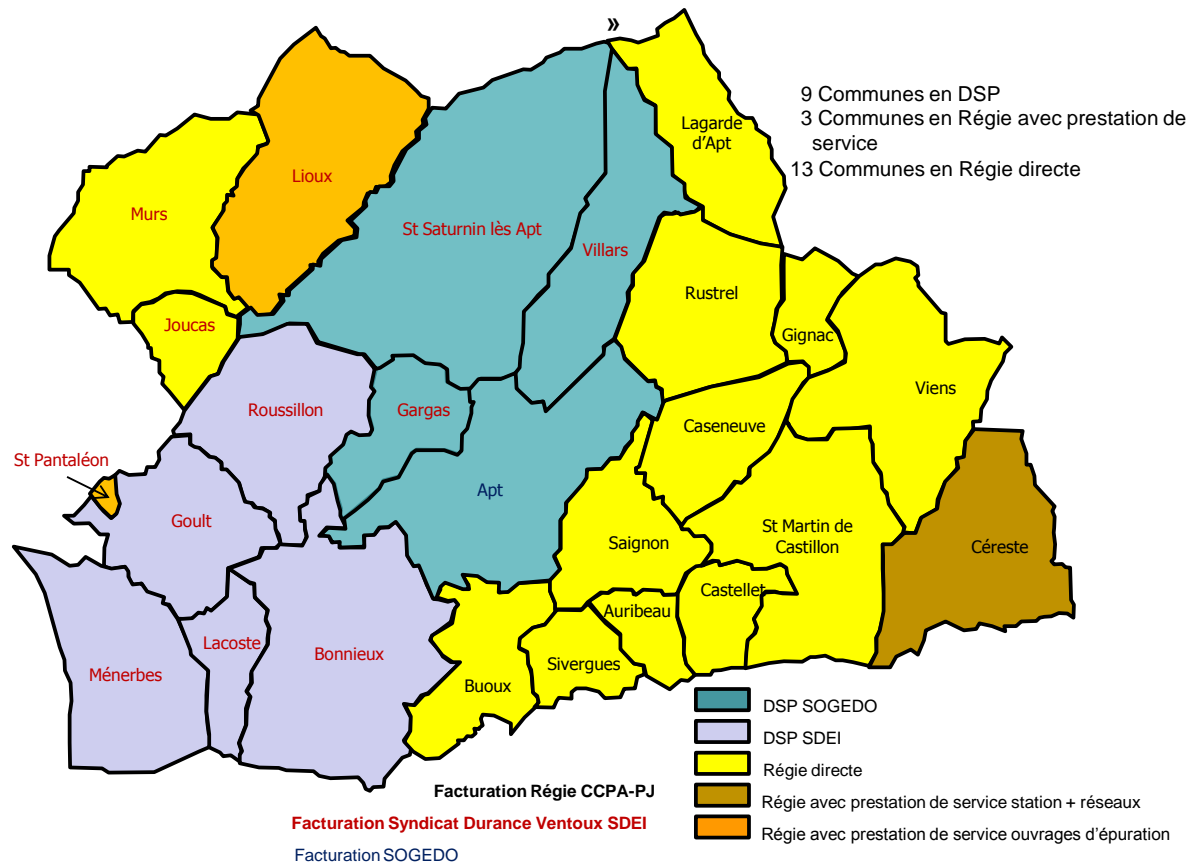 »
9 Communes en DSP
3 Communes en Régie avec prestation de
service
13 Communes en Régie directe
Lagarde
d'Apt
Lioux
Murs
St Saturnin lès Apt
Villars
Rustrel
Joucas
Gignac
Viens
Roussillon
Gargas
Caseneuve
St Pantaléon
Apt
Goult
St Martin de
Castillon
Saignon
Céreste
Castellet
Auribeau
Lacoste
Bonnieux
Sivergues
Ménerbes
Buoux
DSP SOGEDO
DSP SDEI
Régie directe
Régie avec prestation de service station + réseaux
Régie avec prestation de service ouvrages d'épuration
Facturation Régie CCPA-PJ
Facturation Syndicat Durance Ventoux SDEI
Facturation SOGEDO